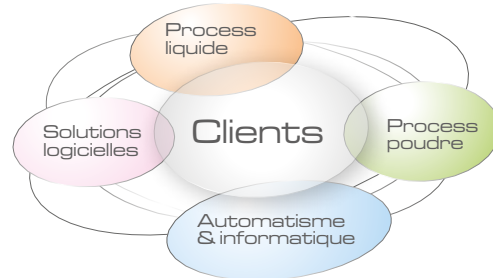 Process
liquide
Solutions
logicielles
Clients
Process
poudre
Automatisme
& informatique